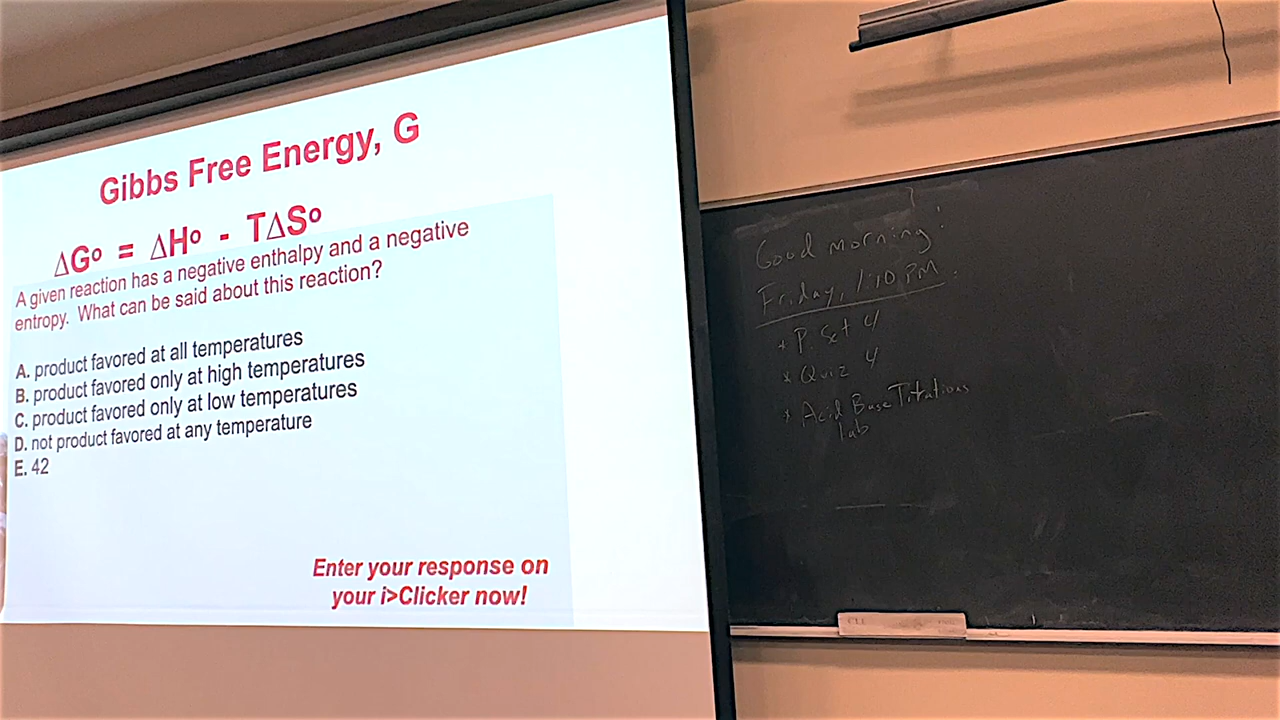 Gibbs Free Energy, G
ΔGº = ΔHº - TΔSº
A given reaction has a negative enthalpy and a negative
entropy. What can be said about this reaction?
A. product favored at all temperatures
B. product favored only at high temperatures
C. product favored only at low temperatures
D. not product favored at any temperature
E. 42
Enter your response on
your i>Clicker now!
Good morning!
Friday, 1:10 PM.
* P. Set 4
* Quiz 4
* Acid Base Titrations
lab